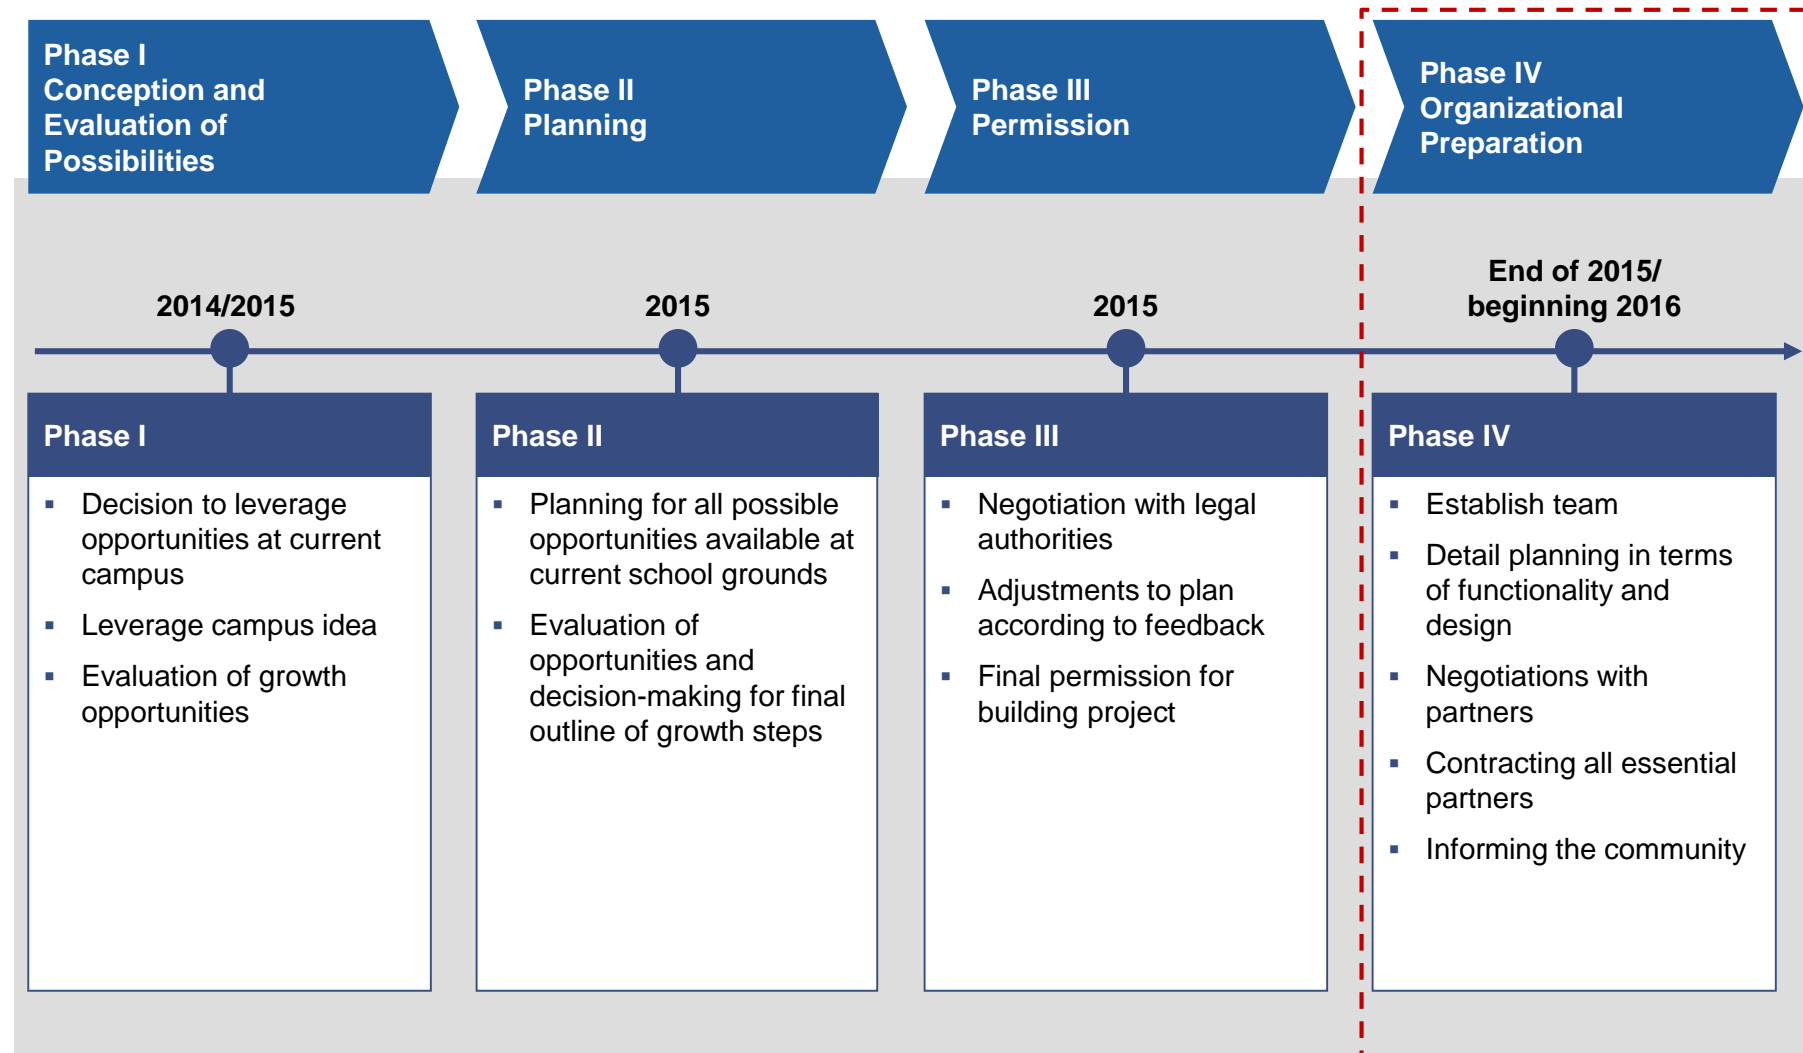 Phase I
Conception and
Evaluation of
Possibilities
Phase II
Planning
Phase III
Permission
Phase IV
Organizational
Preparation
2014/2015
2015
2015
End of 2015/
beginning 2016
Phase I
▪ Decision to leverage
opportunities at current
campus
▪ Leverage campus idea
▪ Evaluation of growth
opportunities
Phase II
▪ Planning for all possible
opportunities available at
current school grounds
▪ Evaluation of
opportunities and
decision-making for final
outline of growth steps
Phase III
▪ Negotiation with legal
authorities
▪ Adjustments to plan
according to feedback
▪ Final permission for
building project
Phase IV
▪ Establish team
▪ Detail planning in terms
of functionality and
design
▪ Negotiations with
partners
▪ Contracting all essential
partners
▪ Informing the community